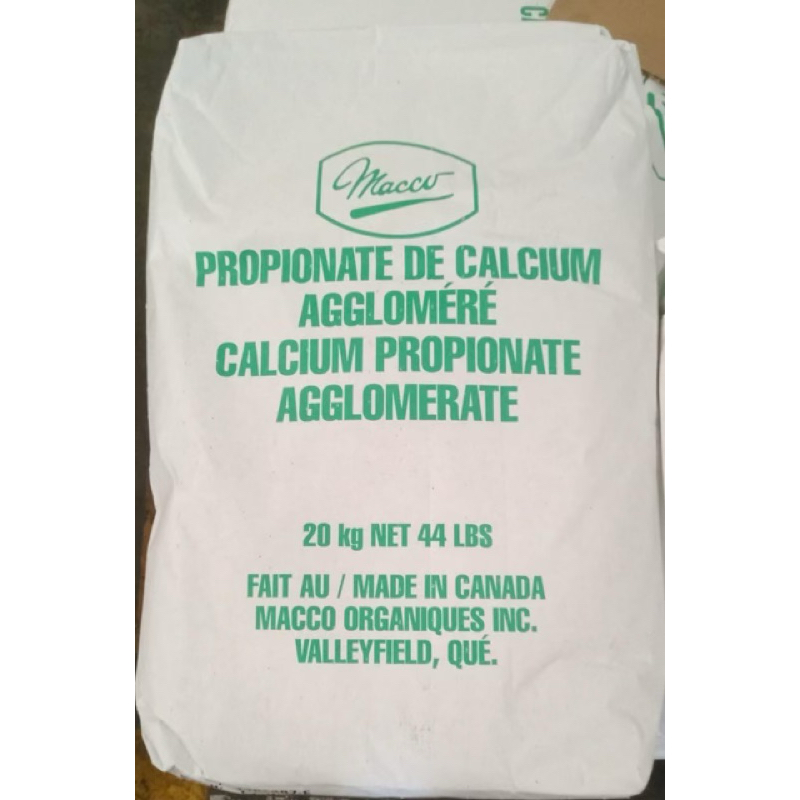 Macco
PROPIONATE DE CALCIUM
AGGLOMÉRÉ
CALCIUM PROPIONATE
AGGLOMERATE
20 kg NET 44 LBS
FAIT AU / MADE IN CANADA
MACCO ORGANIQUES INC.
VALLEYFIELD, QUÉ.